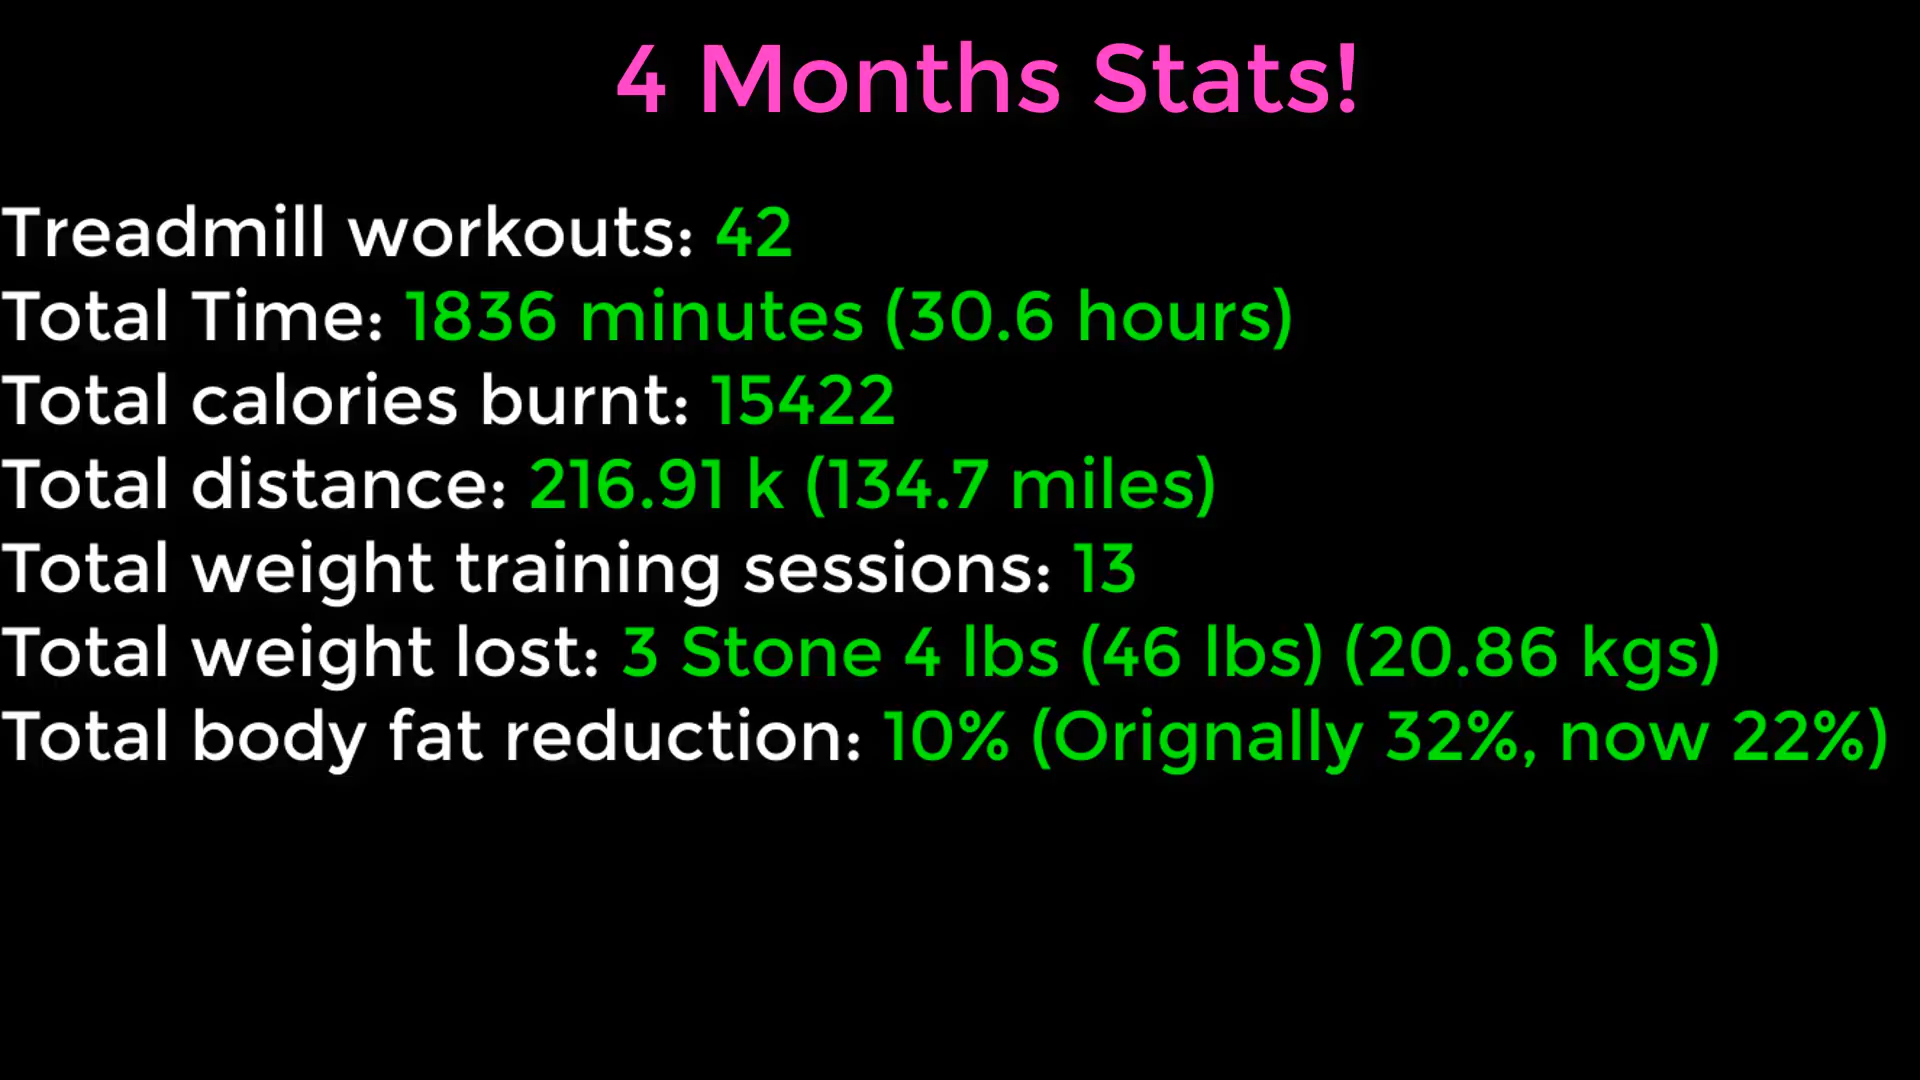 4 Months Stats!
Treadmill workouts: 42
Total Time: 1836 minutes (30.6 hours)
Total calories burnt: 15422
Total distance: 216.91 k (134.7 miles)
Total weight training sessions: 13
Total weight lost: 3 Stone 4 lbs (46 lbs) (20.86 kgs)
Total body fat reduction: 10% (Orignally 32%, now 22%)